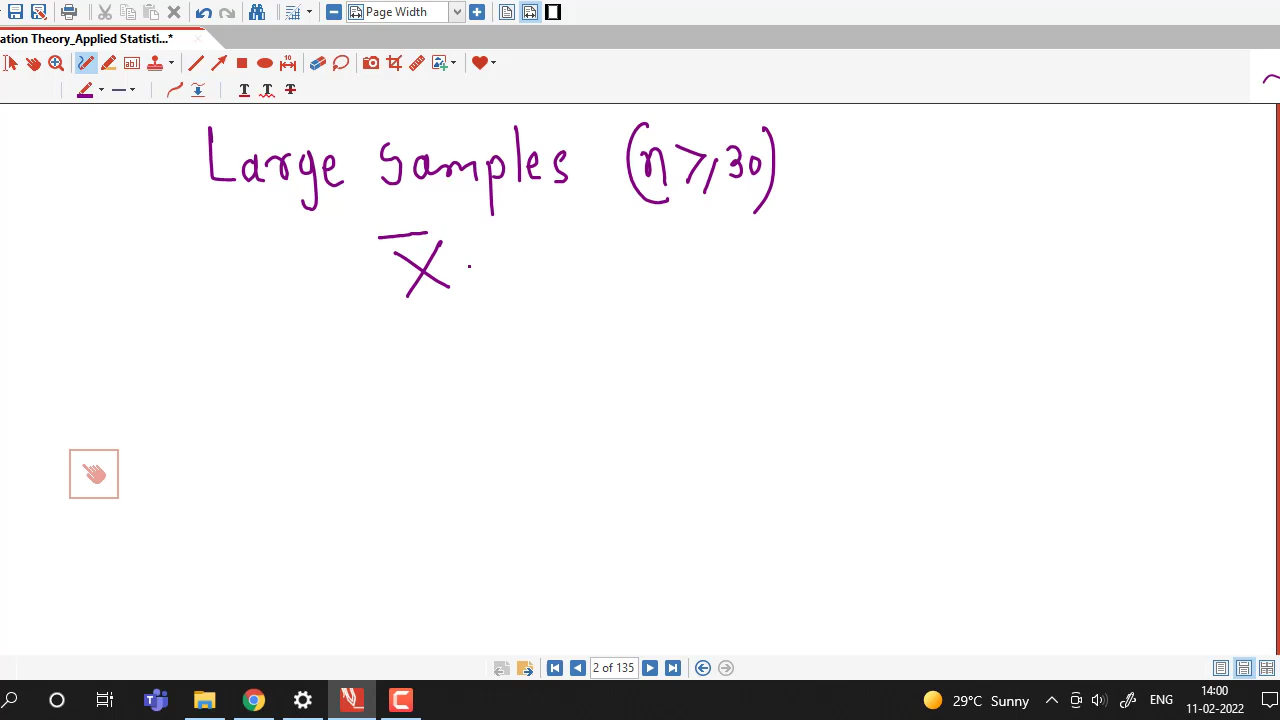 Page Width
ation Theory_Applied Statisti...*
Large Samples (n ⩾ 30)
X̅
2 of 135
29°C Sunny
ENG
14:00
11-02-2022